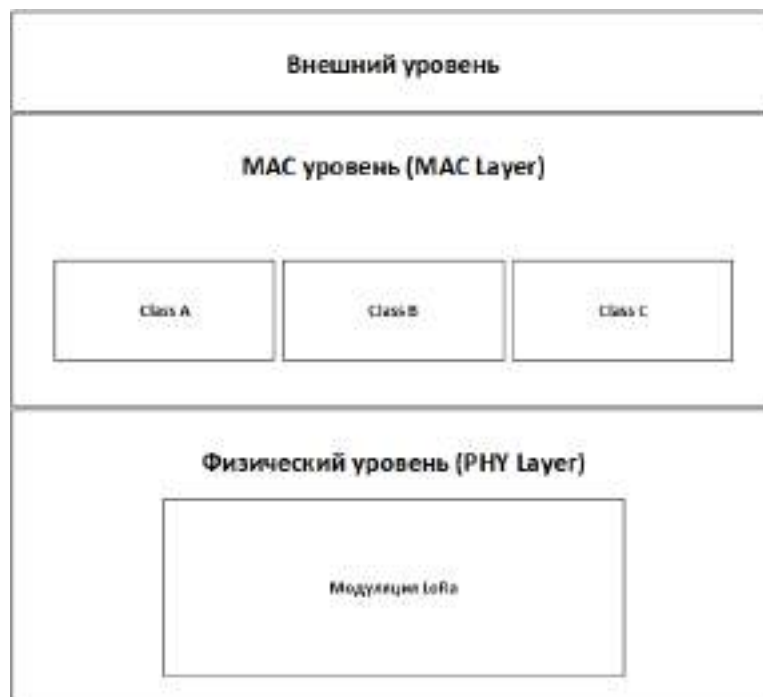 Внешний уровень
MAC уровень (MAC Layer)
Class A
Class B
Class C
Физический уровень (PHY Layer)
Модуляция LoRa